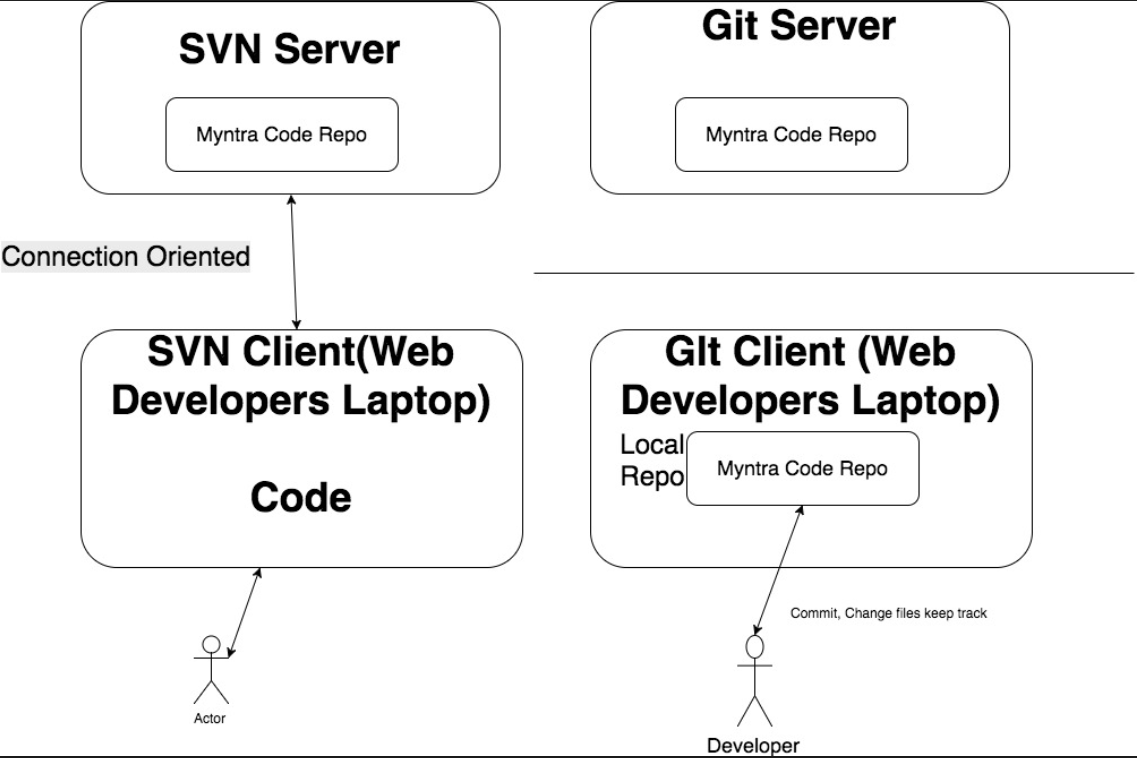 SVN Server
Myntra Code Repo
Connection Oriented
SVN Client(Web
Developers Laptop)
Code
Actor
Git Server
Myntra Code Repo
GIt Client (Web
Developers Laptop)
Local
Repo
Myntra Code Repo
Commit, Change files keep track
Developer